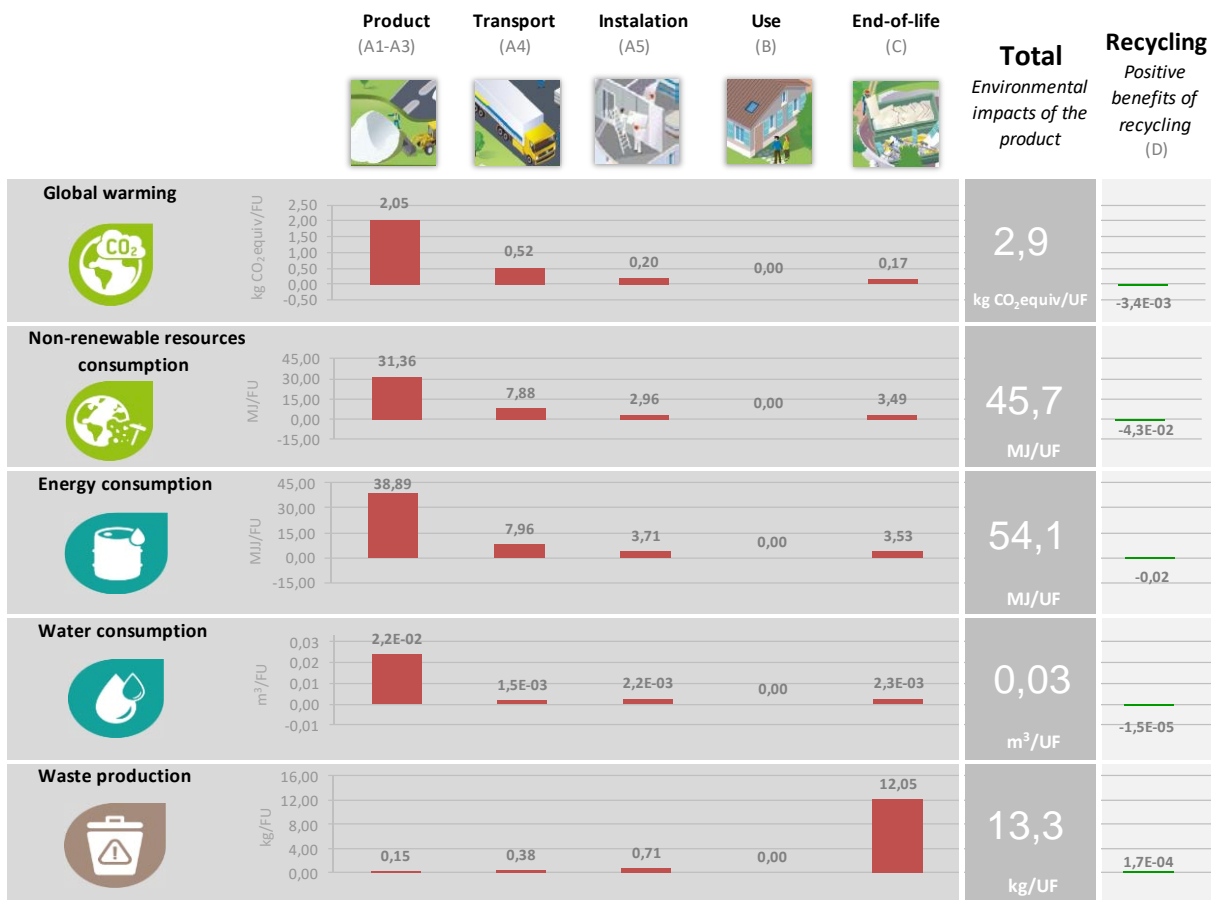 Product
(A1-A3)
Transport
(A4)
Instalation
(A5)
Use
(B)
End-of-life
(C)
Total
Environmental
impacts of the
product
Recycling
Positive
benefits of
recycling
(D)
Global warming
CO₂
kg CO₂equiv/FU
2,50
2,00
1,50
1,00
0,50
0,00
-0,50
2,05
0,52
0,20
0,00
0,17
2,9
kg CO₂equiv/UF
-3,4E-03
Non-renewable resources
consumption
MJ/FU
45,00
30,00
15,00
0,00
-15,00
31,36
7,88
2,96
0,00
3,49
45,7
MJ/UF
-4,3E-02
Energy consumption
MJJ/FU
45,00
30,00
15,00
0,00
-15,00
38,89
7,96
3,71
0,00
3,53
54,1
MJ/UF
-0,02
Water consumption
m³/FU
0,03
0,02
0,01
0,00
-0,01
2,2E-02
1,5E-03
2,2E-03
0,00
2,3E-03
0,03
m³/UF
-1,5E-05
Waste production
kg/FU
16,00
12,00
8,00
4,00
0,00
0,15
0,38
0,71
0,00
12,05
13,3
kg/UF
1,7E-04